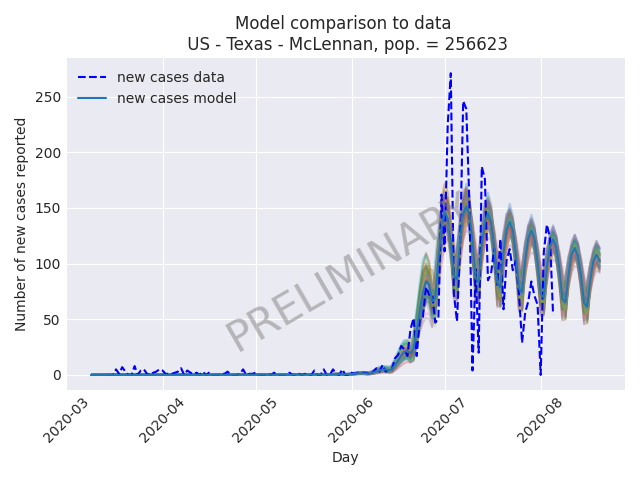 Model comparison to data
US - Texas - McLennan, pop. = 256623
new cases data
new cases model
PRELIMINARY
Number of new cases reported
250
200
150
100
50
0
2020-03
2020-04
2020-05
2020-06
2020-07
2020-08
Day